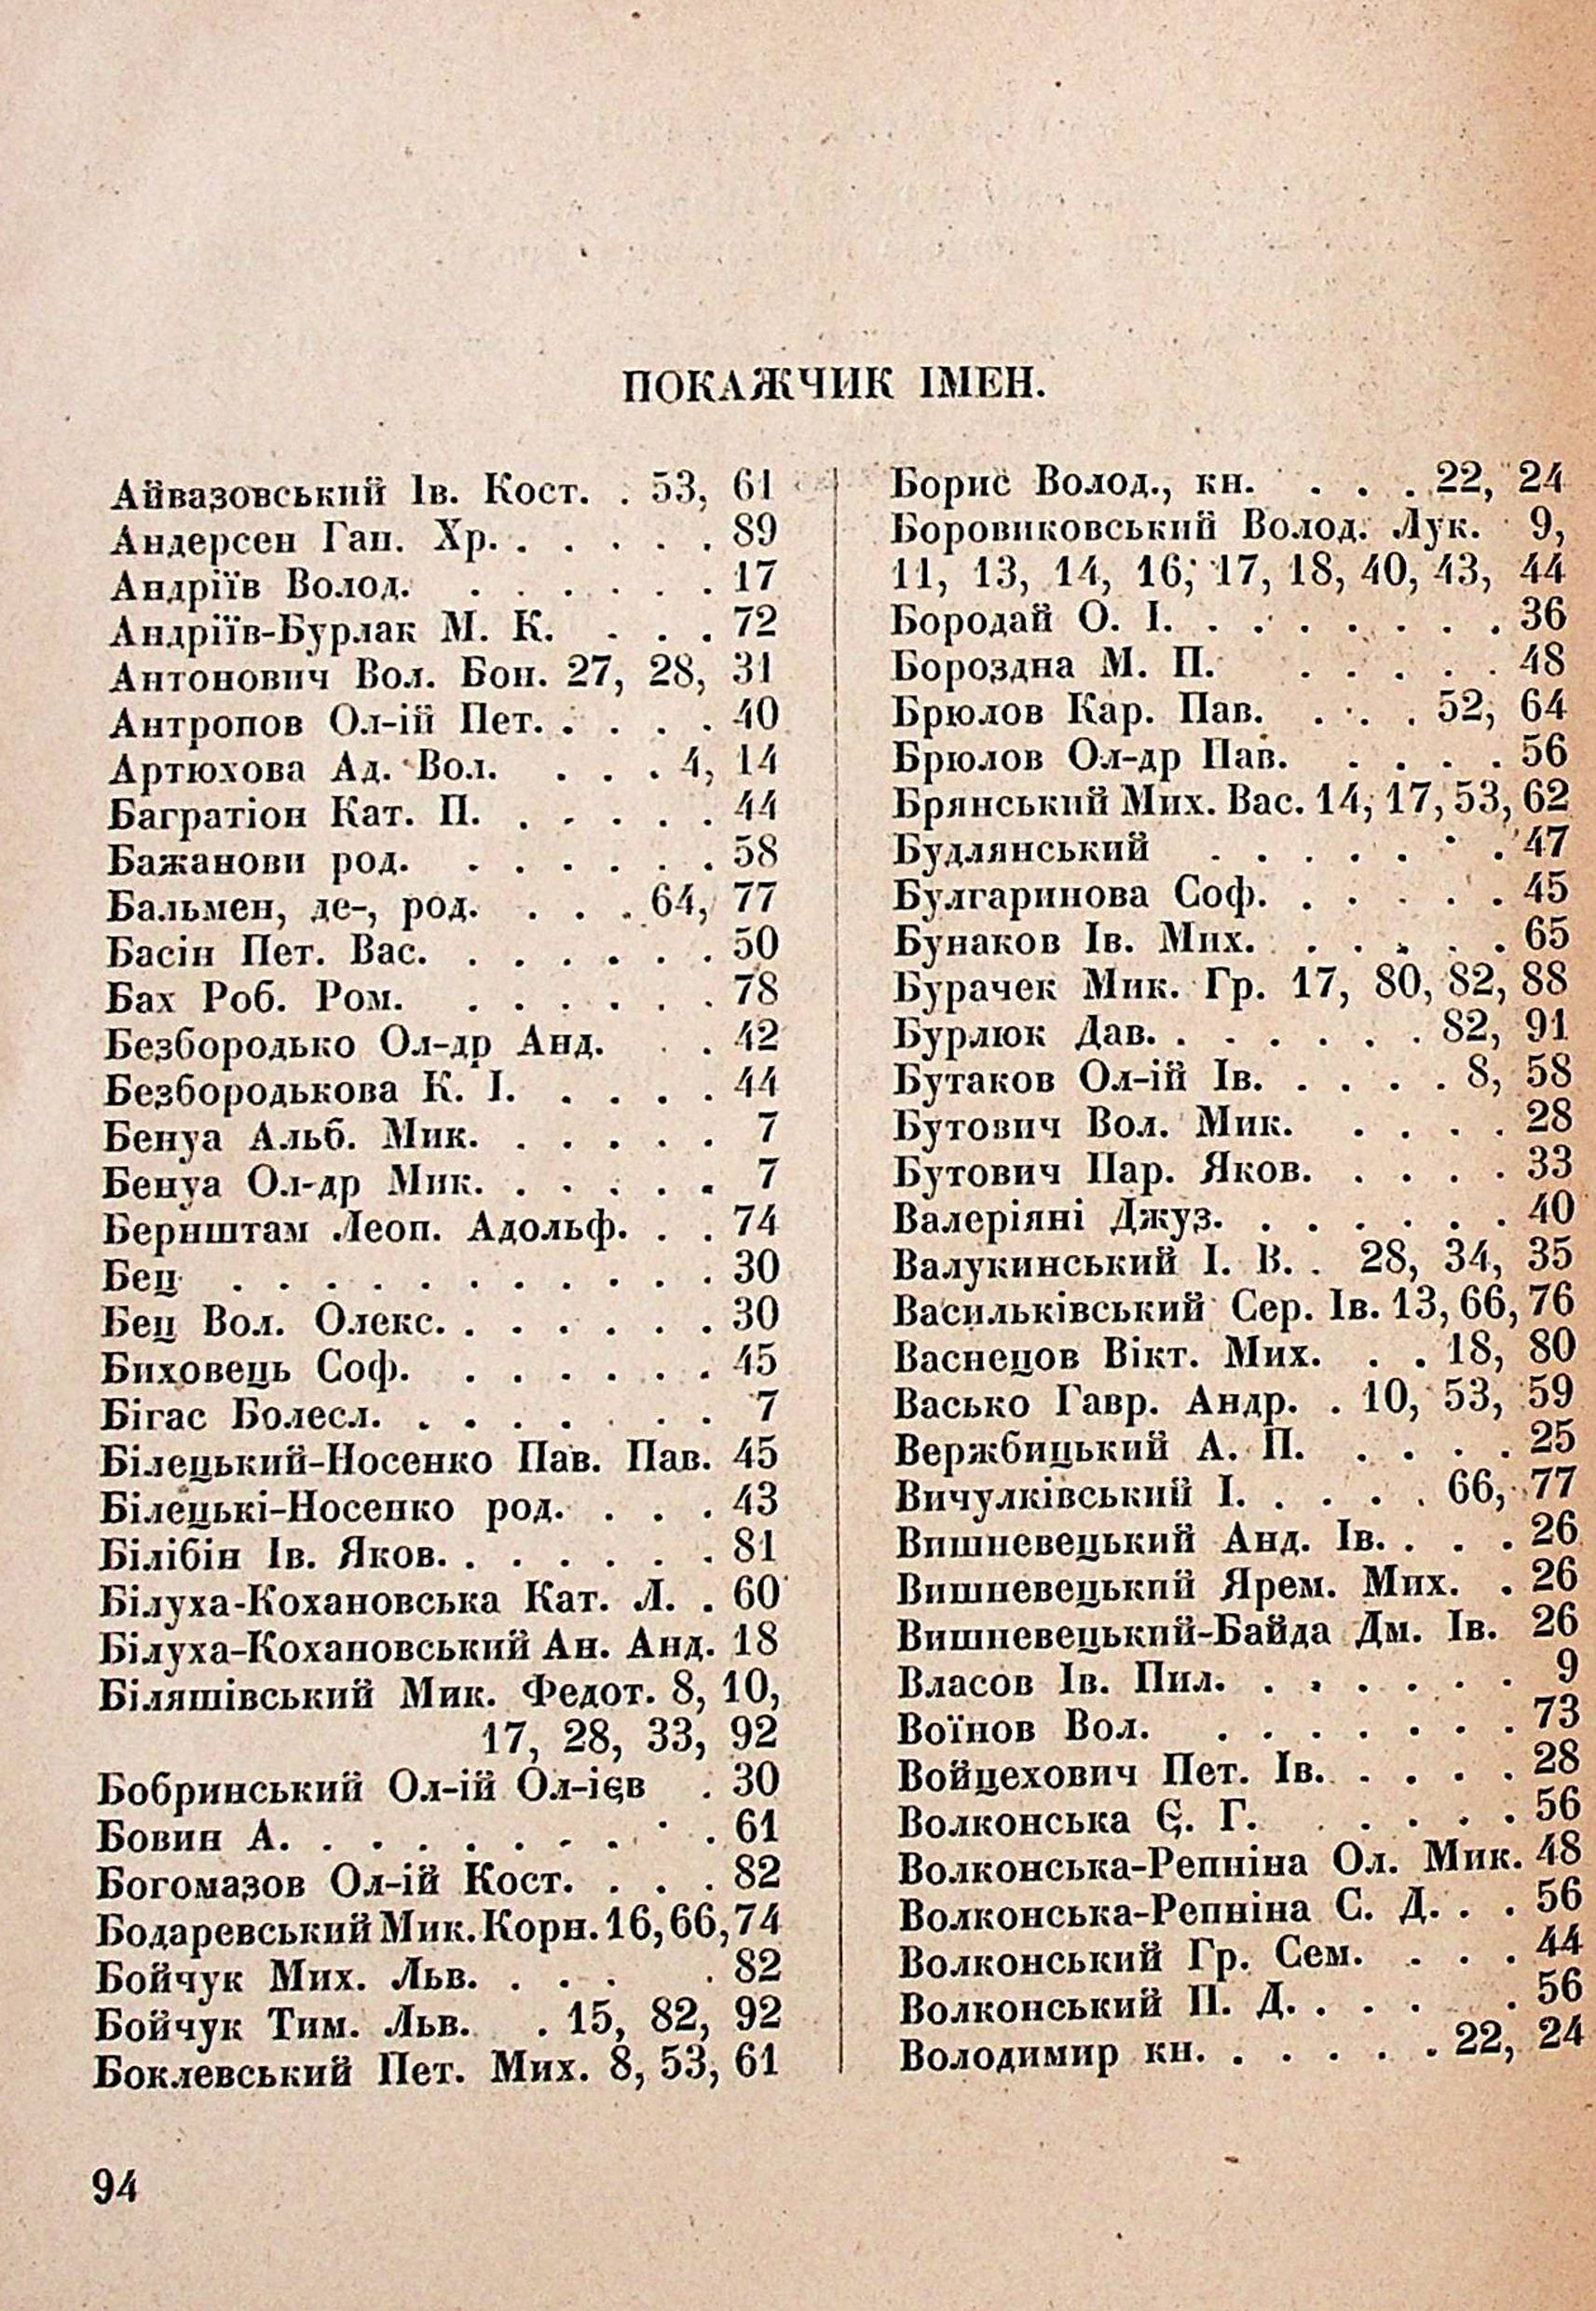 ПОКАЖЧИК ІМЕН.
Айвазовський Ів. Кост. . 53, 61
Андерсен Ган. Хр. . . . . . 89
Андріїв Волод. . . . . . . 17
Андріїв-Бурлак М. К. . . . 72
Антонович Вол. Бон. 27, 28, 31
Антропов Ол-ій Пет. . . . . 40
Артюхова Ад. Вол. . . . 4, 14
Багратіон Кат. П. . . . . . 44
Бажанови род. . . . . . . 58
Бальмен, де-, род. . . . 64, 77
Басін Пет. Вас. . . . . . . 50
Бах Роб. Ром. . . . . . . 78
Безбородько Ол-др Анд. . . 42
Безбородькова К. І. . . . . 44
Бенуа Альб. Мик. . . . . . 7
Бенуа Ол-др Мик. . . . . . 7
Бернштам Леоп. Адольф. . . 74
Бец . . . . . . . . . . . 30
Бец Вол. Олекс. . . . . . . 30
Биховець Соф. . . . . . . 45
Бігас Болесл. . . . . . . . 7
Білецький-Носенко Пав. Пав. 45
Білецькі-Носенко род. . . . 43
Білібін Ів. Яков. . . . . . . 81
Білуха-Кохановська Кат. Л. . 60
Білуха-Кохановський Ан. Анд. 18
Біляшівський Мик. Федот. 8, 10,
17, 28, 33, 92
Бобринський Ол-ій Ол-ієв . 30
Бовин А. . . . . . . . . . 61
Богомазов Ол-ій Кост. . . . 82
Бодаревський Мик. Корн. 16, 66, 74
Бойчук Мих. Льв. . . . . 82
Бойчук Тим. Льв. . 15, 82, 92
Боклевський Пет. Мих. 8, 53, 61
Борис Волод., кн. . . . 22, 24
Боровиковський Волод. Лук. 9,
11, 13, 14, 16, 17, 18, 40, 43, 44
Бородай О. І. . . . . . . . 36
Бороздна М. П. . . . . . 48
Брюлов Кар. Пав. . . . . 52, 64
Брюлов Ол-др Пав. . . . . 56
Брянський Мих. Вас. 14, 17, 53, 62
Будлянський . . . . . . . 47
Булгаринова Соф. . . . . . 45
Бунаков Ів. Мих. . . . . . 65
Бурачек Мик. Гр. 17, 80, 82, 88
Бурлюк Дав. . . . . . . 82, 91
Бутаков Ол-ій Ів. . . . . 8, 58
Бутович Вол. Мик. . . . . 28
Бутович Пар. Яков. . . . . 33
Валеріяні Джуз. . . . . . . 40
Валукинський І. В. . 28, 34, 35
Васильківський Сер. Ів. 13, 66, 76
Васнецов Вікт. Мих. . . 18, 80
Васько Гавр. Андр. . 10, 53, 59
Вержбицький А. П. . . . . 25
Вичулківський І. . . . . 66, 77
Вишневецький Анд. Ів. . . . 26
Вишневецький Ярем. Мих. . 26
Вишневецький-Байда Дм. Ів. 26
Власов Ів. Пил. . . . . . . 9
Воїнов Вол. . . . . . . . 73
Войцехович Пет. Ів. . . . . 28
Волконська Є. Г. . . . . . 56
Волконська-Репніна Ол. Мик. 48
Волконська-Репніна С. Д. . . 56
Волконський Гр. Сем. . . . 44
Волконський П. Д. . . . . 56
Володимир кн. . . . . . 22, 24
94